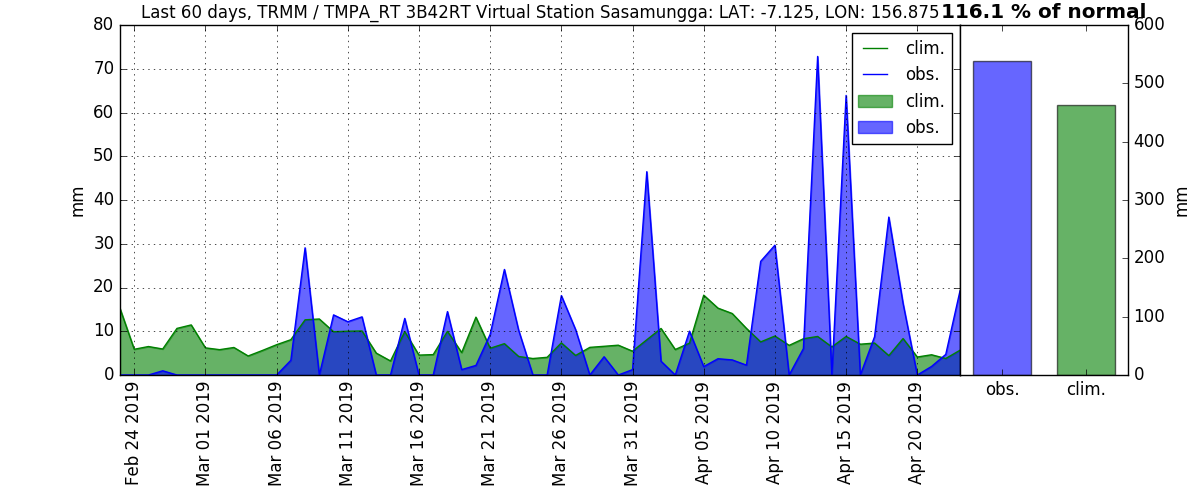 Last 60 days, TRMM / TMPA_RT 3B42RT Virtual Station Sasamungga: LAT: -7.125, LON: 156.875
116.1 % of normal
80
70
60
50
40
30
20
10
0
mm
clim.
obs.
clim.
obs.
600
500
400
300
200
100
0
mm
Feb 24 2019
Mar 01 2019
Mar 06 2019
Mar 11 2019
Mar 16 2019
Mar 21 2019
Mar 26 2019
Mar 31 2019
Apr 05 2019
Apr 10 2019
Apr 15 2019
Apr 20 2019
obs.
clim.